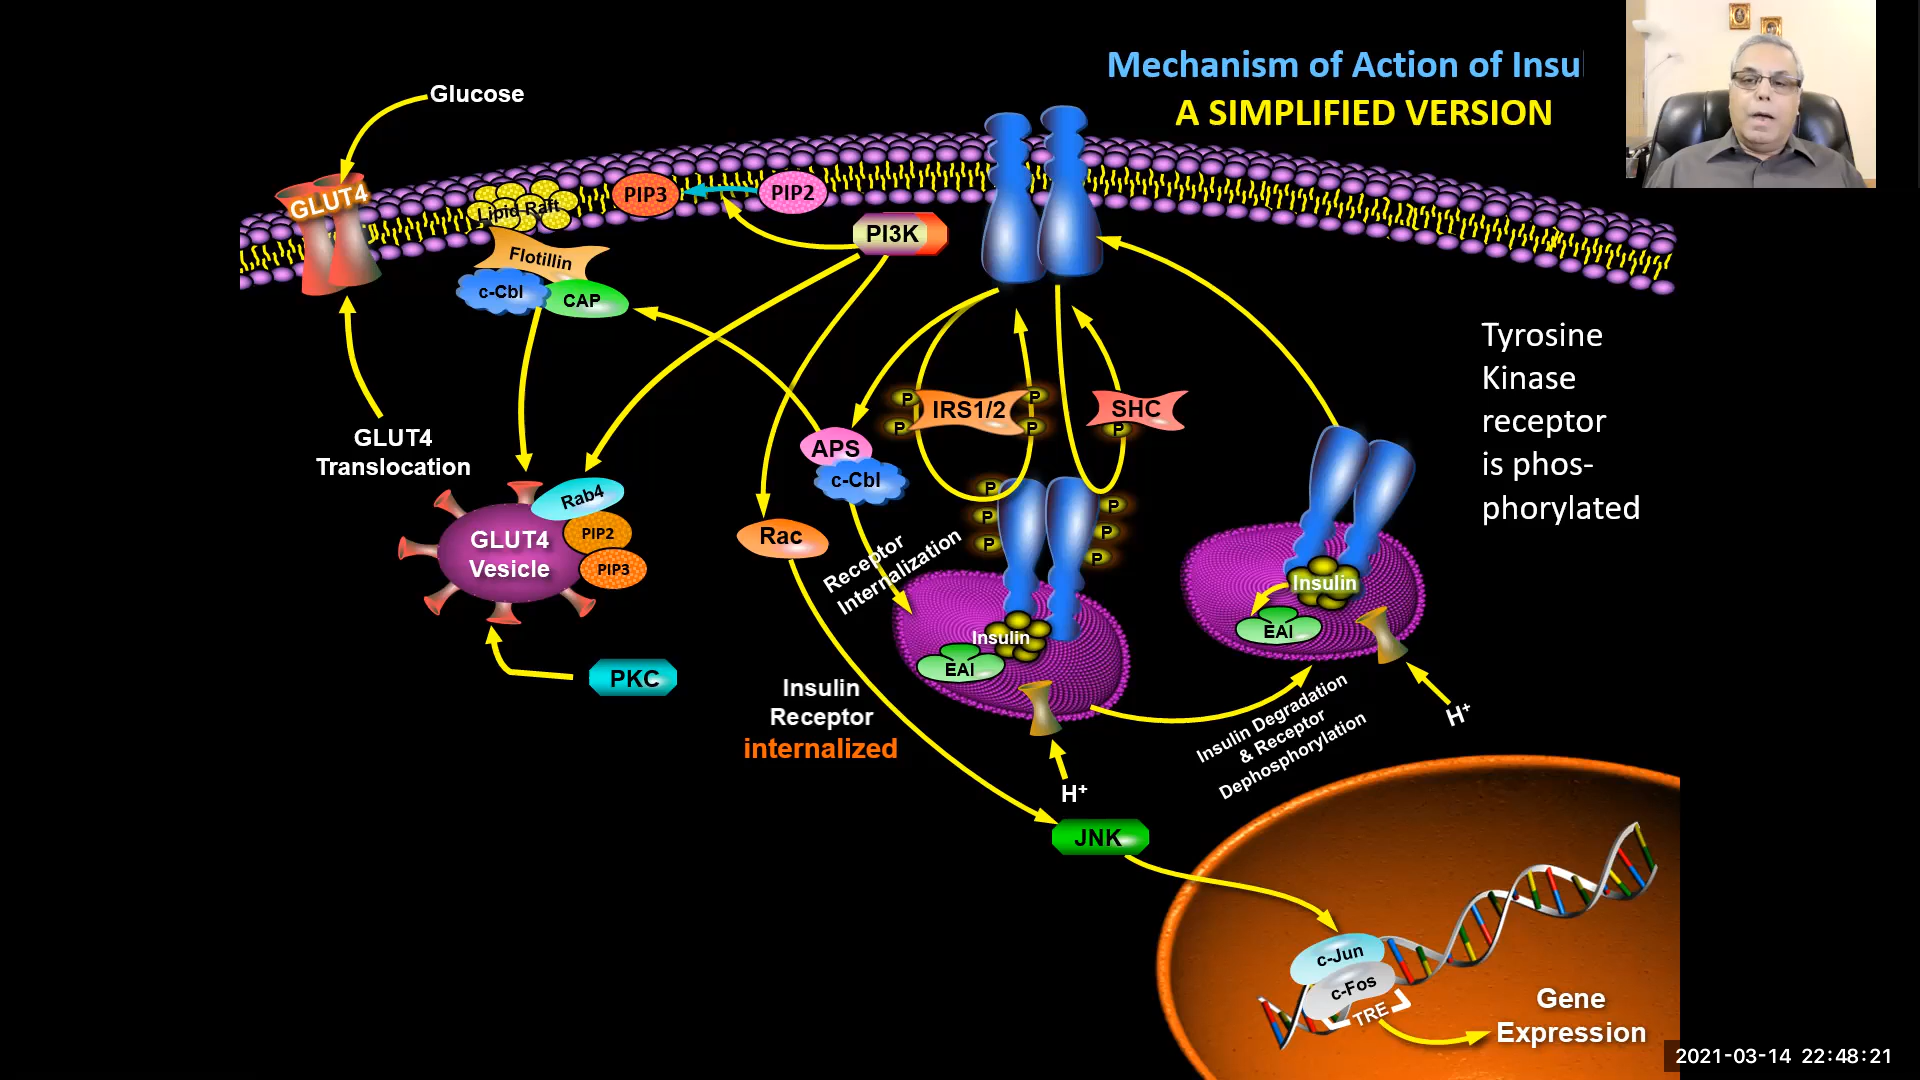 Mechanism of Action of Insul
A SIMPLIFIED VERSION
Glucose
GLUT4
Lipid Raft
PIP3
PIP2
PI3K
Flotillin
c-Cbl
CAP
Tyrosine
Kinase
receptor
is phos-
phorylated
GLUT4
Translocation
APS
c-Cbl
P
P
IRS1/2
P
P
SHC
P
GLUT4
Vesicle
Rab4
PIP2
PIP3
PKC
Rac
Receptor
Internalization
P
P
P
P
P
P
Insulin
EAI
H+
Insulin
EAI
H+
Insulin
Receptor
internalized
Insulin Degradation
& Receptor
Dephosphorylation
JNK
c-Jun
c-Fos
TRE
Gene
Expression
2021-03-14 22:48:21